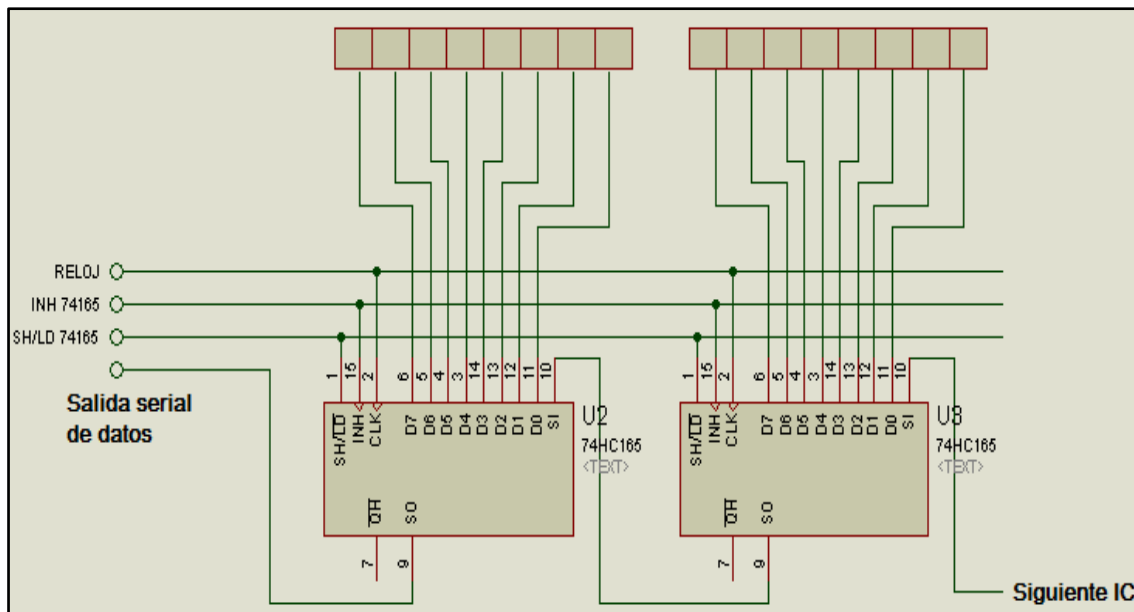 RELOJ
INH 74165
SH/LD 74165
Salida serial
de datos
1
15
2
6
5
4
3
14
13
12
11
10
SH/LD
INH
CLK
D7
D6
D5
D4
D3
D2
D1
D0
SI
QH
SO
7
9
U2
74HC165
<TEXT>
1
15
2
6
5
4
3
14
13
12
11
10
SH/LD
INH
CLK
D7
D6
D5
D4
D3
D2
D1
D0
SI
QH
SO
7
9
U3
74HC165
<TEXT>
Siguiente IC